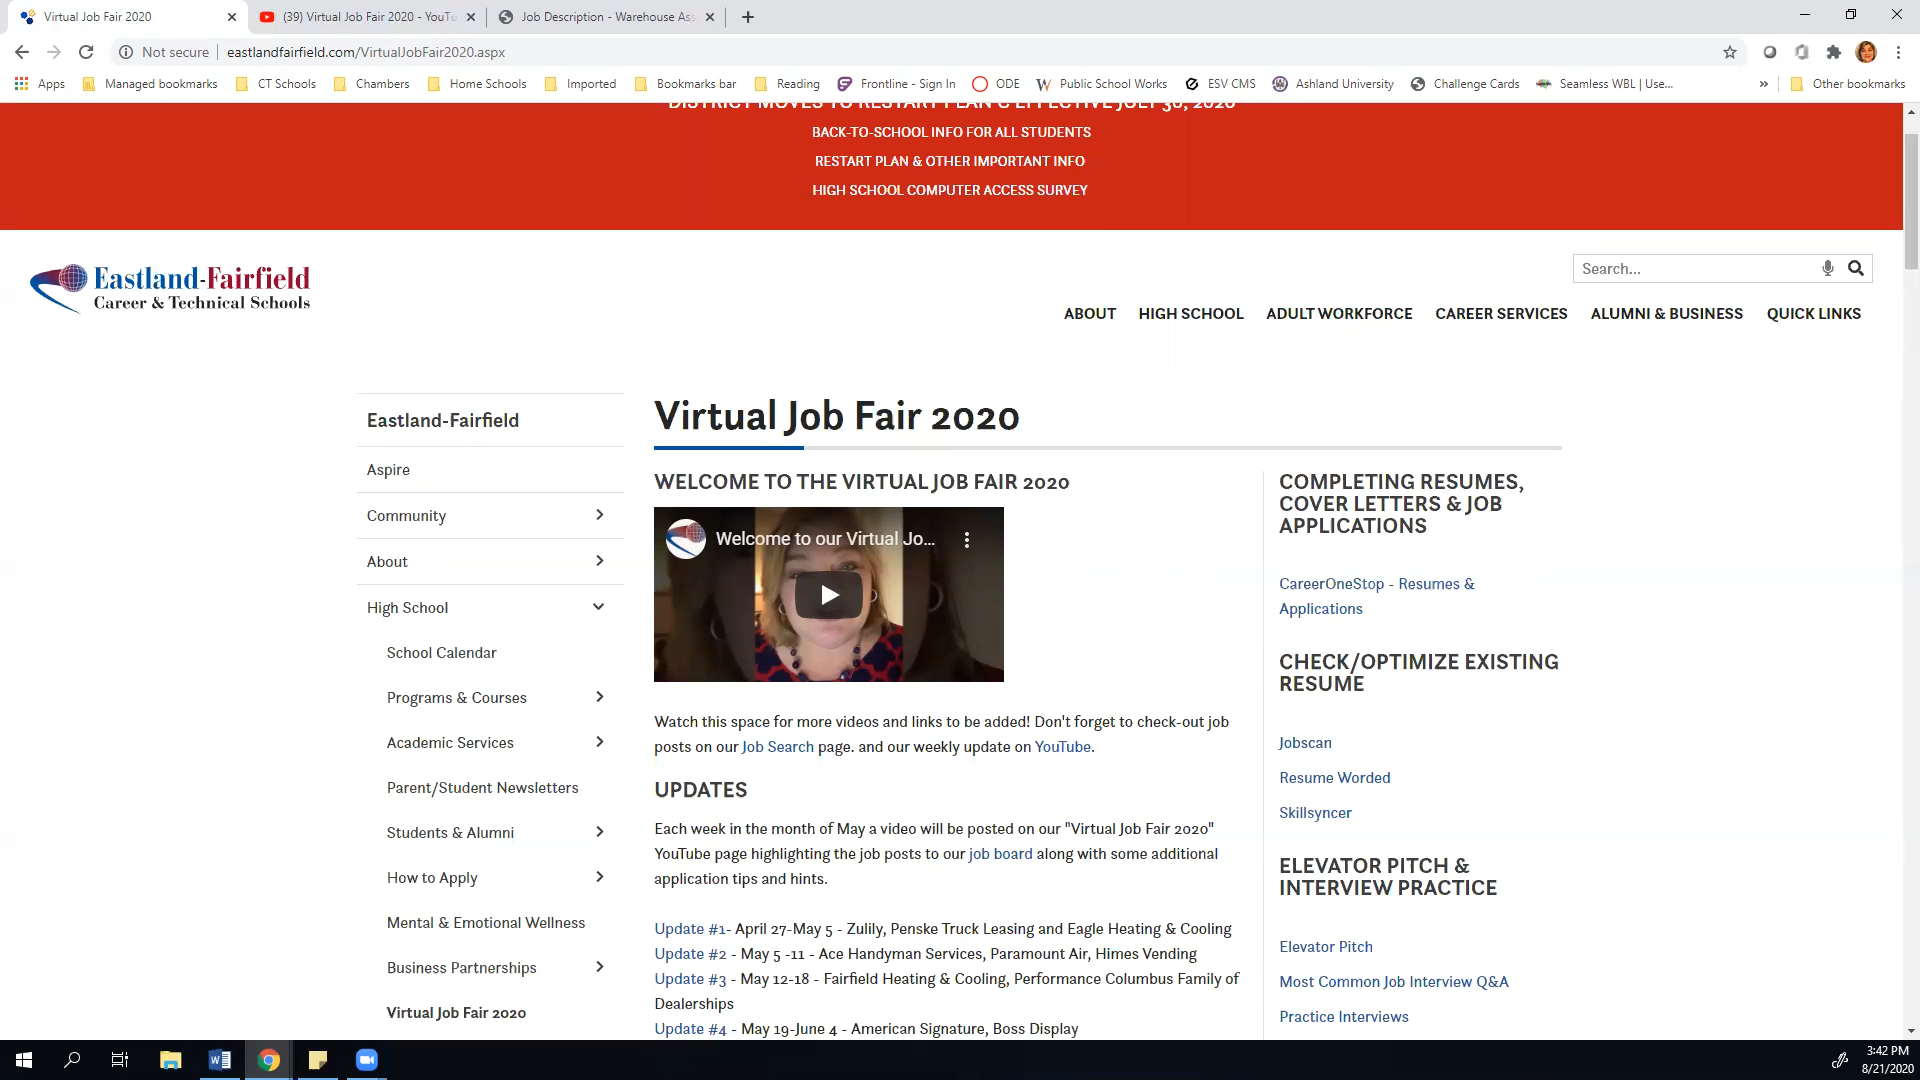 Virtual Job Fair 2020
(39) Virtual Job Fair 2020 - YouTu
Job Description - Warehouse Ass
Not secure
eastlandfairfield.com/VirtualJobFair2020.aspx
Apps
Managed bookmarks
CT Schools
Chambers
Home Schools
Imported
Bookmarks bar
Reading
Frontline - Sign In
ODE
Public School Works
ESV CMS
Ashland University
Challenge Cards
Seamless WBL | Use...
»
Other bookmarks
DISTRICT MOVES TO RESTART PLAN C EFFECTIVE JULY 30, 2020
BACK-TO-SCHOOL INFO FOR ALL STUDENTS
RESTART PLAN & OTHER IMPORTANT INFO
HIGH SCHOOL COMPUTER ACCESS SURVEY
Eastland-Fairfield
Career & Technical Schools
Search...
ABOUT
HIGH SCHOOL
ADULT WORKFORCE
CAREER SERVICES
ALUMNI & BUSINESS
QUICK LINKS
Eastland-Fairfield
Aspire
Community
About
High School
School Calendar
Programs & Courses
Academic Services
Parent/Student Newsletters
Students & Alumni
How to Apply
Mental & Emotional Wellness
Business Partnerships
Virtual Job Fair 2020
Virtual Job Fair 2020
WELCOME TO THE VIRTUAL JOB FAIR 2020
Welcome to our Virtual Jo...
Watch this space for more videos and links to be added! Don't forget to check-out job
posts on our Job Search page. and our weekly update on YouTube.
UPDATES
Each week in the month of May a video will be posted on our "Virtual Job Fair 2020"
YouTube page highlighting the job posts to our job board along with some additional
application tips and hints.
Update #1- April 27-May 5 - Zulily, Penske Truck Leasing and Eagle Heating & Cooling
Update #2 - May 5 -11 - Ace Handyman Services, Paramount Air, Himes Vending
Update #3 - May 12-18 - Fairfield Heating & Cooling, Performance Columbus Family of
Dealerships
Update #4 - May 19-June 4 - American Signature, Boss Display
COMPLETING RESUMES,
COVER LETTERS & JOB
APPLICATIONS
CareerOneStop - Resumes &
Applications
CHECK/OPTIMIZE EXISTING
RESUME
Jobscan
Resume Worded
Skillsyncer
ELEVATOR PITCH &
INTERVIEW PRACTICE
Elevator Pitch
Most Common Job Interview Q&A
Practice Interviews
3:42 PM
8/21/2020